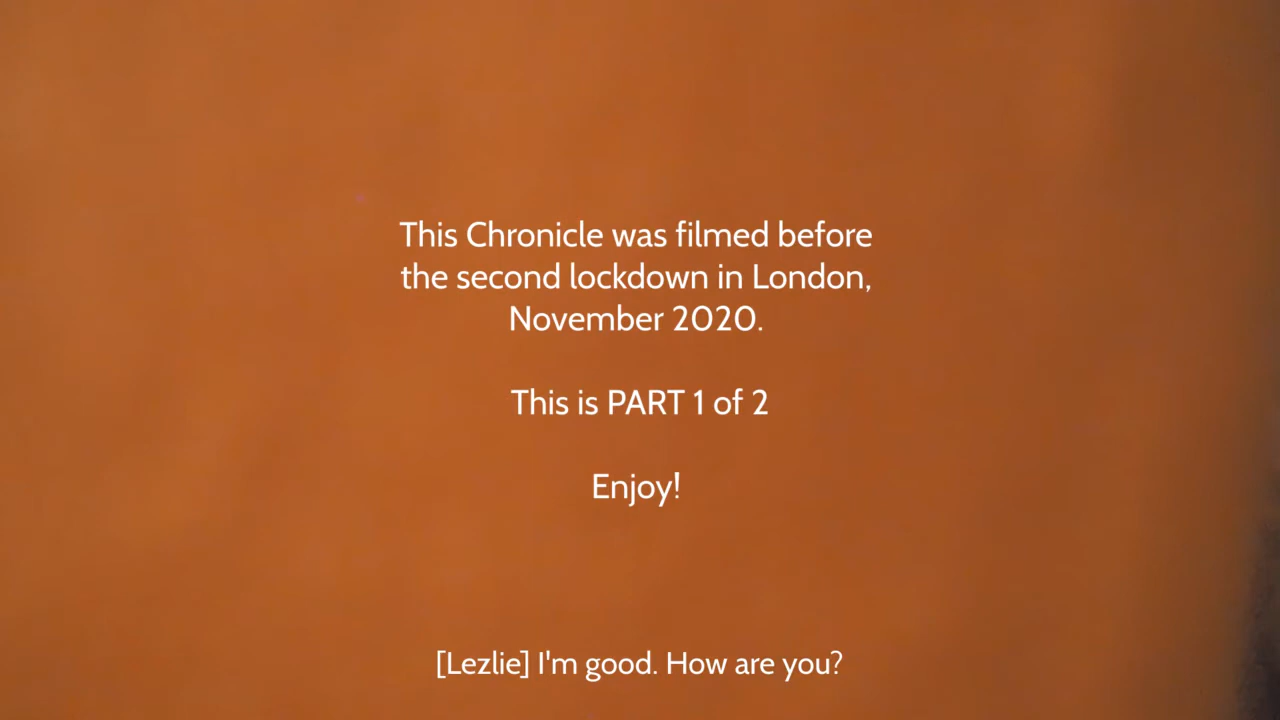 This Chronicle was filmed before
the second lockdown in London,
November 2020.
This is PART 1 of 2
Enjoy!
[Lezlie] I'm good. How are you?